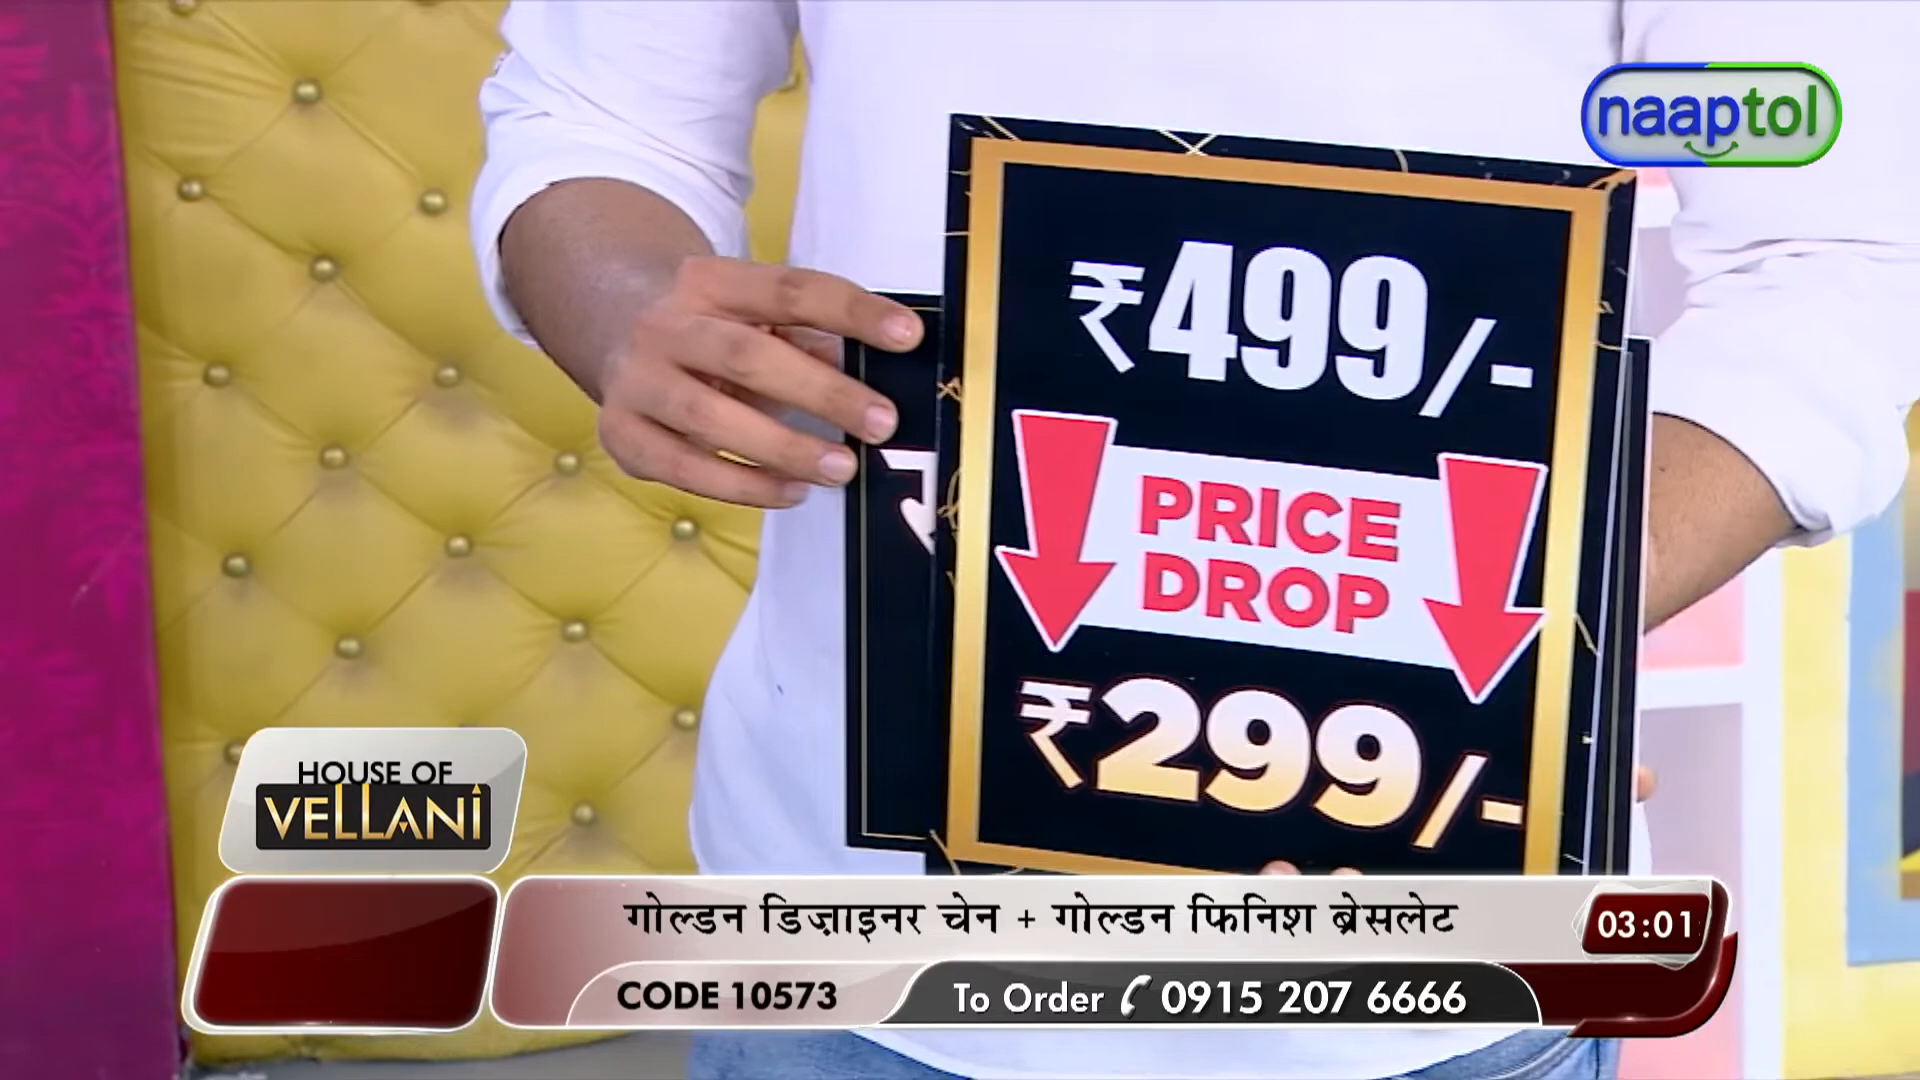 naaptol
₹499/-
PRICE
DROP
₹299/-
HOUSE OF
VELLANI
गोल्डन डिज़ाइनर चेन + गोल्डन फिनिश ब्रेसलेट
03:01
CODE 10573
To Order 0915 207 6666